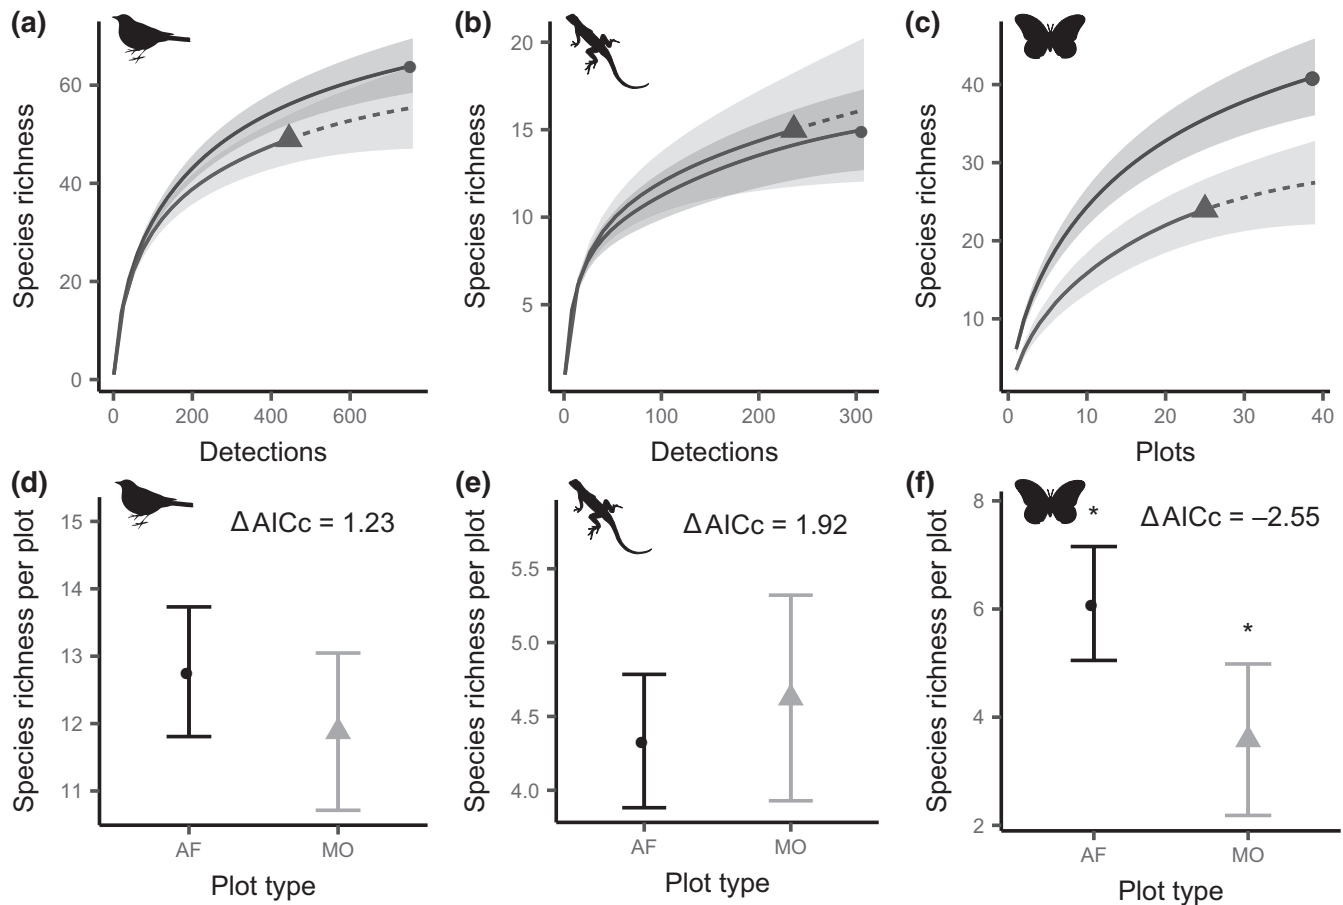 (a)
Species richness
60
40
20
0
0 200 400 600
Detections
(b)
Species richness
20
15
10
5
0 100 200 300
Detections
(c)
Species richness
40
30
20
10
0 10 20 30 40
Plots
(d)
ΔAICc = 1.23
Species richness per plot
15
14
13
12
11
AF MO
Plot type
(e)
ΔAICc = 1.92
Species richness per plot
5.5
5.0
4.5
4.0
AF MO
Plot type
(f)
ΔAICc = –2.55
Species richness per plot
8
6
4
2
*
*
AF MO
Plot type